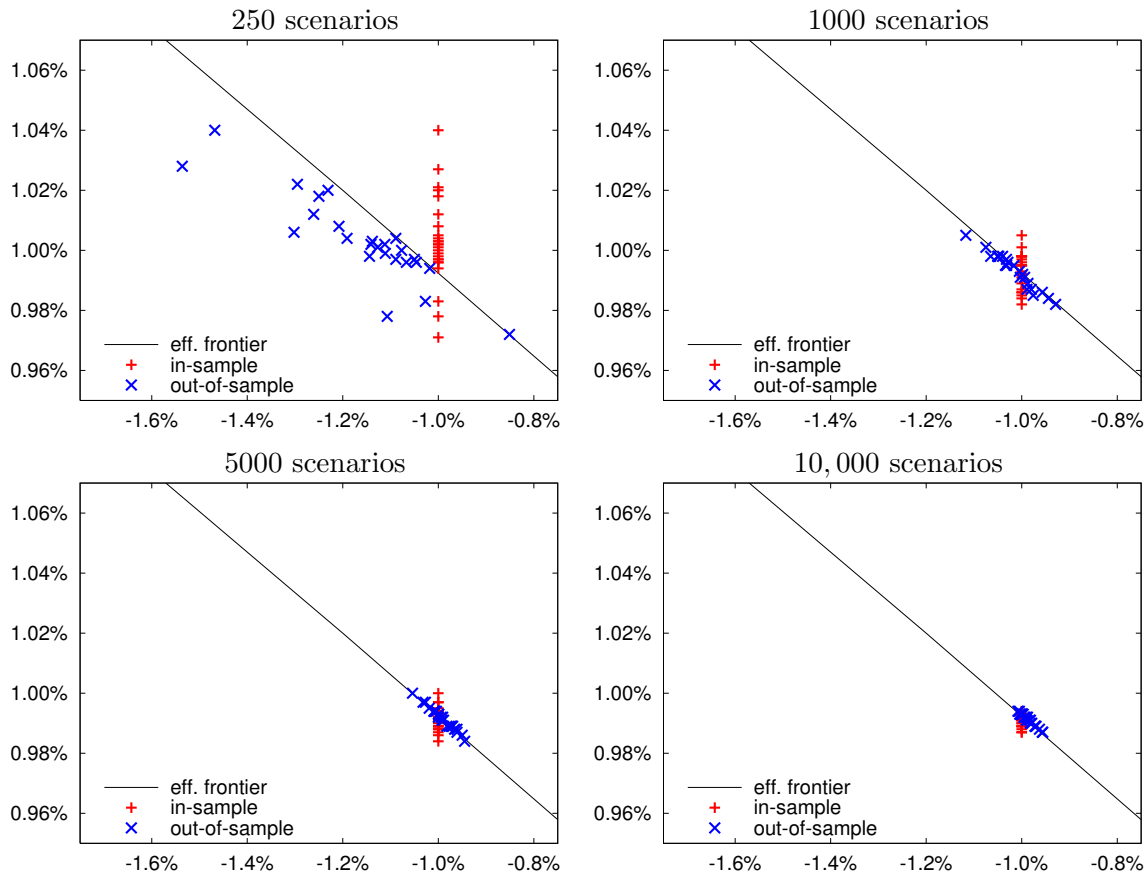 250 scenarios
1000 scenarios
1.06%
1.04%
1.02%
1.00%
0.98%
0.96%
eff. frontier
in-sample
out-of-sample
-1.6% -1.4% -1.2% -1.0% -0.8%
1.06%
1.04%
1.02%
1.00%
0.98%
0.96%
eff. frontier
in-sample
out-of-sample
-1.6% -1.4% -1.2% -1.0% -0.8%
5000 scenarios
10,000 scenarios
1.06%
1.04%
1.02%
1.00%
0.98%
0.96%
eff. frontier
in-sample
out-of-sample
-1.6% -1.4% -1.2% -1.0% -0.8%
1.06%
1.04%
1.02%
1.00%
0.98%
0.96%
eff. frontier
in-sample
out-of-sample
-1.6% -1.4% -1.2% -1.0% -0.8%